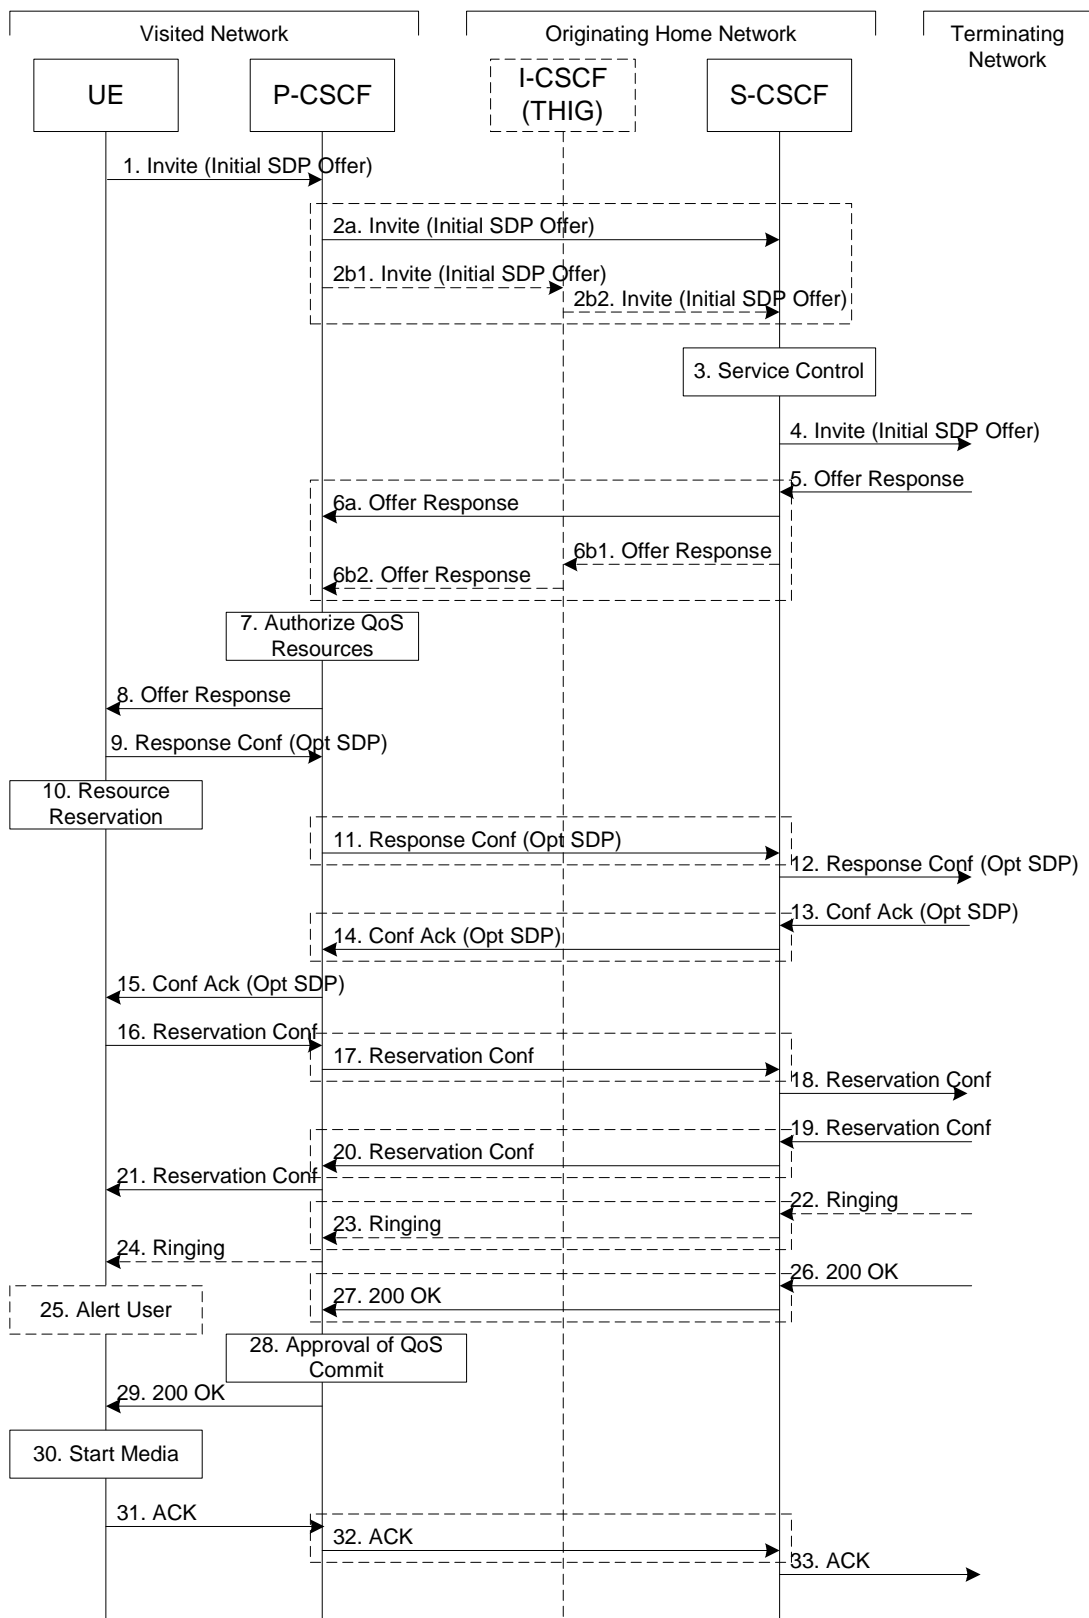 Visited Network
Originating Home Network
Terminating
Network
UE
P-CSCF
I-CSCF
(THIG)
S-CSCF
1. Invite (Initial SDP Offer)
2a. Invite (Initial SDP Offer)
2b1. Invite (Initial SDP Offer)
2b2. Invite (Initial SDP Offer)
3. Service Control
4. Invite (Initial SDP Offer)
5. Offer Response
6a. Offer Response
6b1. Offer Response
6b2. Offer Response
7. Authorize QoS
Resources
8. Offer Response
9. Response Conf (Opt SDP)
10. Resource
Reservation
11. Response Conf (Opt SDP)
12. Response Conf (Opt SDP)
13. Conf Ack (Opt SDP)
14. Conf Ack (Opt SDP)
15. Conf Ack (Opt SDP)
16. Reservation Conf
17. Reservation Conf
18. Reservation Conf
19. Reservation Conf
20. Reservation Conf
21. Reservation Conf
22. Ringing
23. Ringing
24. Ringing
25. Alert User
26. 200 OK
27. 200 OK
28. Approval of QoS
Commit
29. 200 OK
30. Start Media
31. ACK
32. ACK
33. ACK